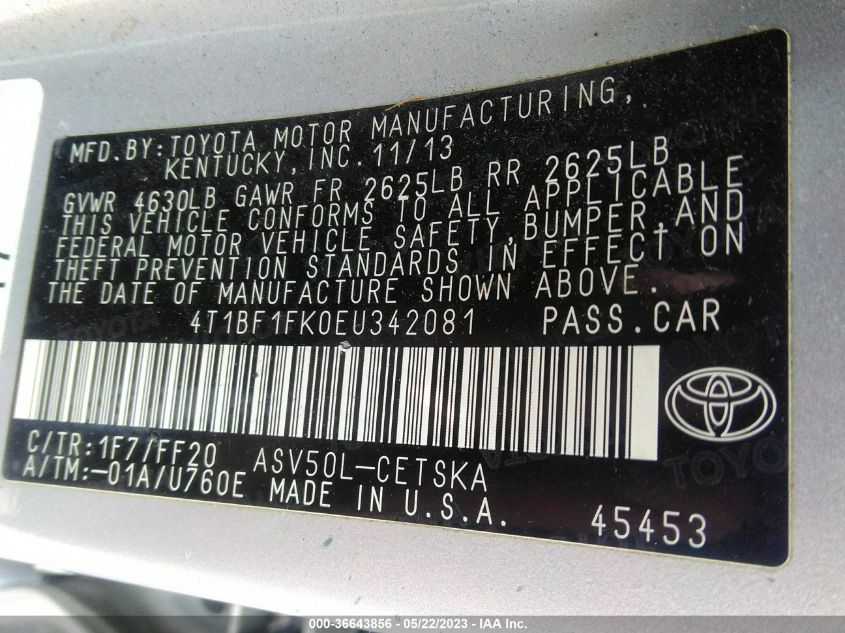 MFD.BY:TOYOTA MOTOR MANUFACTURING,
KENTUCKY,INC.11/13
GVWR 4630LB GAWR FR 2625LB RR 2625LB
THIS VEHICLE CONFORMS TO ALL APPLICABLE
FEDERAL MOTOR VEHICLE SAFETY,BUMPER,AND
THEFT PREVENTION STANDARDS IN EFFECT ON
THE DATE OF MANUFACTURE SHOWN ABOVE.
4T1BF1FK0EU342081 PASS.CAR
C/TR:1F7/FF20 ASV50L-CETSKA
A/TM:-01A/U760E MADE IN U.S.A. 45453
000-36643856 - 05/22/2023 - IAA Inc.